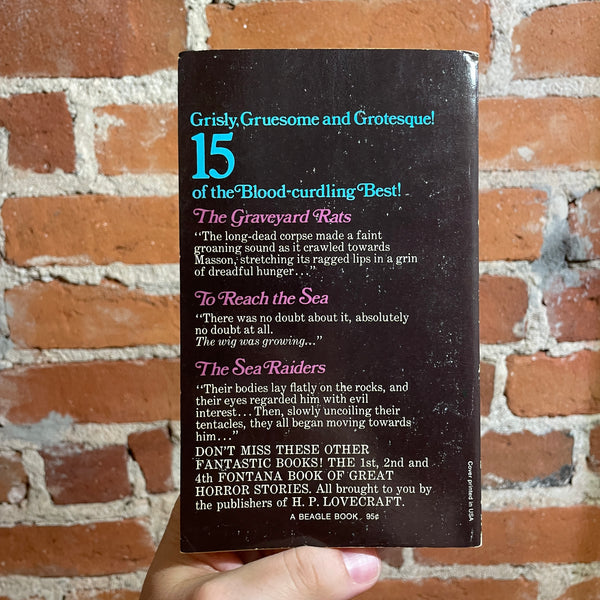 Grisly, Gruesome and Grotesque!
15
of the Blood-curdling Best!
The Graveyard Rats
“The long-dead corpse made a faint
groaning sound as it crawled towards
Masson, stretching its ragged lips in a grin
of dreadful hunger...”
To Reach the Sea
“There was no doubt about it, absolutely
no doubt at all.
The wig was growing...”
The Sea Raiders
“Their bodies lay flatly on the rocks, and
their eyes regarded him with evil
interest... Then, slowly uncoiling their
tentacles, they all began moving towards
him...”
DON'T MISS THESE OTHER
FANTASTIC BOOKS! THE 1st, 2nd and
4th FONTANA BOOK OF GREAT
HORROR STORIES. All brought to you by
the publishers of H. P. LOVECRAFT.
A BEAGLE BOOK 95¢
Cover printed in USA